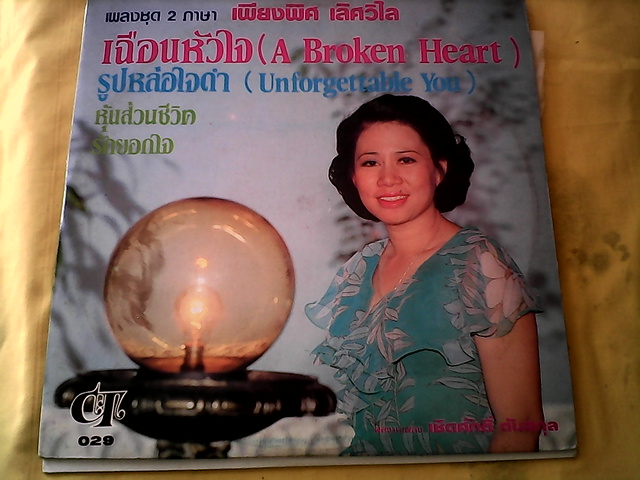 เพลงชุด 2 ภาษา เพียงพิศ เลิศวิไล
เฉือนหัวใจ (A Broken Heart)
รูปหล่อใจดำ (Unforgettable You)
หุ้นส่วนชีวิต
029